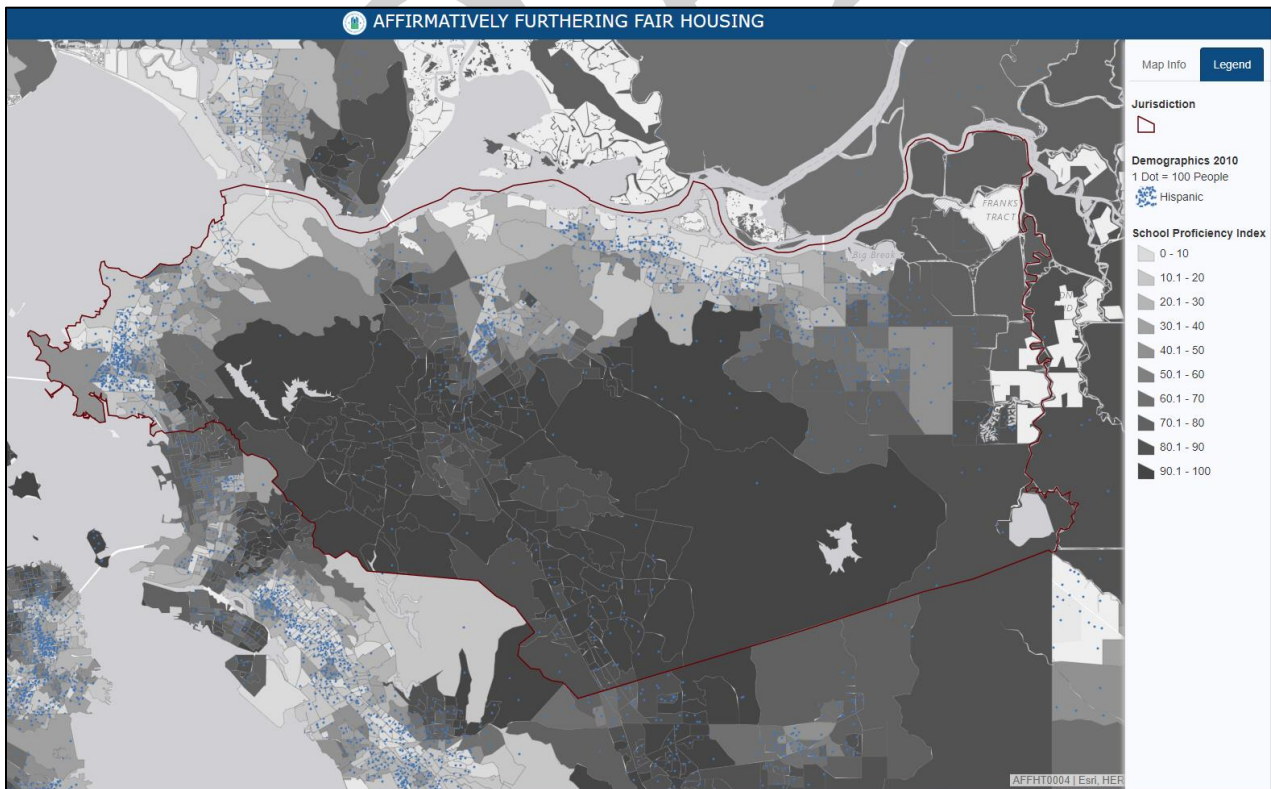 AFFIRMATIVELY FURTHERING FAIR HOUSING
Map Info
Legend
Jurisdiction
Demographics 2010
1 Dot = 100 People
Hispanic
School Proficiency Index
0 - 10
10.1 - 20
20.1 - 30
30.1 - 40
40.1 - 50
50.1 - 60
60.1 - 70
70.1 - 80
80.1 - 90
90.1 - 100
FRANKS
TRACT
Big Break
AFFHT0004 | Esri, HER